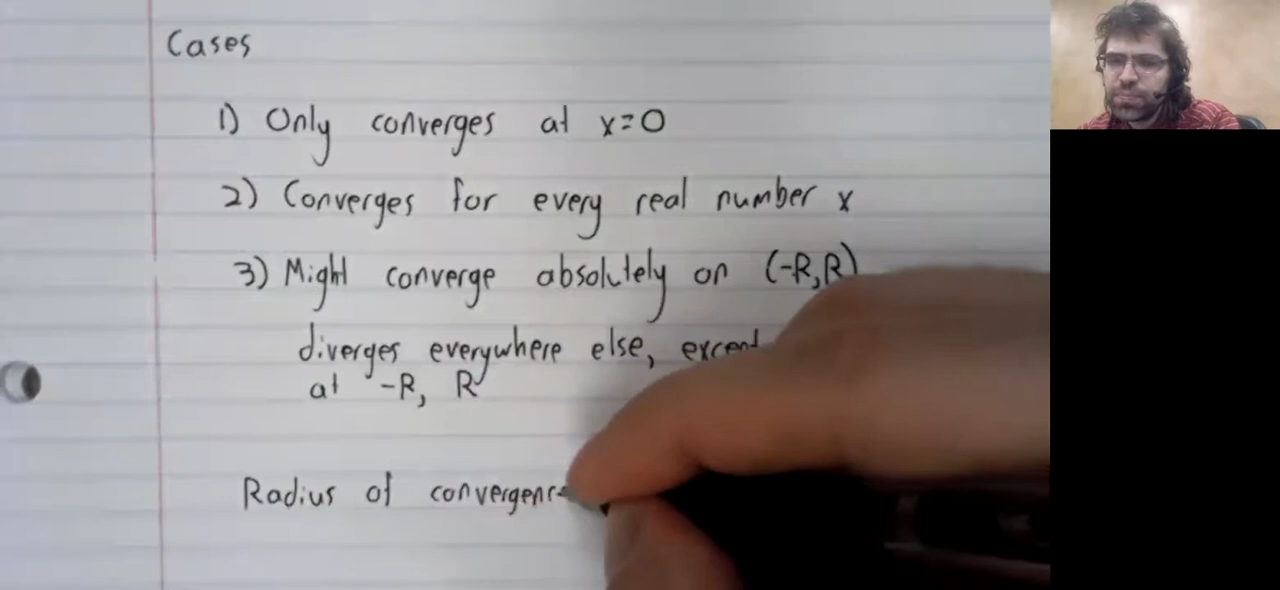 Cases
1) Only converges at x=0
2) Converges for every real number x
3) Might converge absolutely on (-R,R)
diverges everywhere else,
at -R, R
Radius of